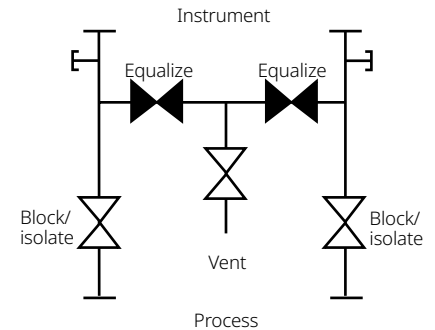 Instrument
Equalize
Equalize
Block/
isolate
Block/
isolate
Vent
Process